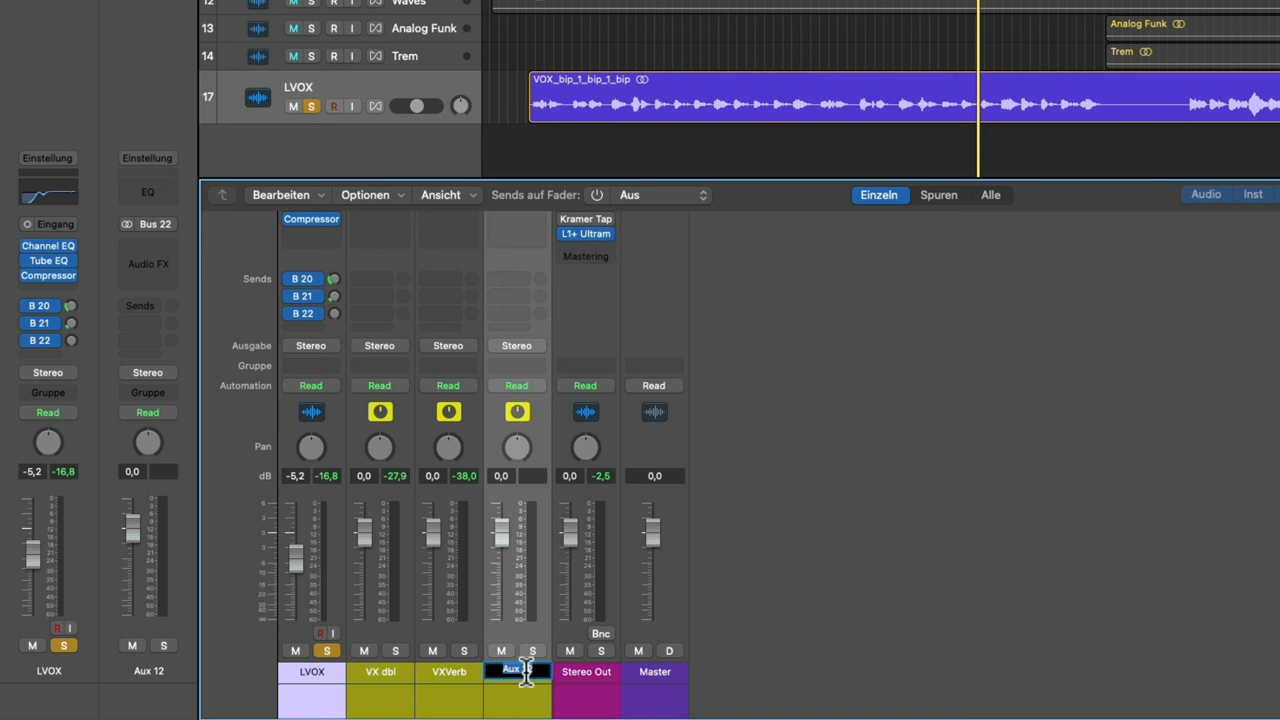 12 M S R I Waves
13 M S R I Analog Funk
Analog Funk
14 M S R I Trem
Trem
17 LVOX
M S R I
VOX_bip_1_bip_1_bip
Bearbeiten Optionen Ansicht Sends auf Fader: Aus Einzeln Spuren Alle Audio Inst
Einstellung Einstellung
EQ
Eingang Bus 22
Channel EQ
Tube EQ
Compressor
Audio FX
B 20 Sends
B 21
B 22
Stereo Stereo
Gruppe Gruppe
Read Read
-5,2 -16,8 0,0
R I
M S M S
LVOX Aux 12
Compressor Kramer Tap
L1+ Ultram
Mastering
Sends B 20
B 21
B 22
Ausgabe Stereo Stereo Stereo Stereo
Gruppe
Automation Read Read Read Read Read Read
Pan
dB -5,2 -16,8 0,0 -27,9 0,0 -38,0 0,0 0,0 -2,5 0,0
R I Bnc
M S M S M S M S M S M D
LVOX VX dbl VXVerb Aux Stereo Out Master